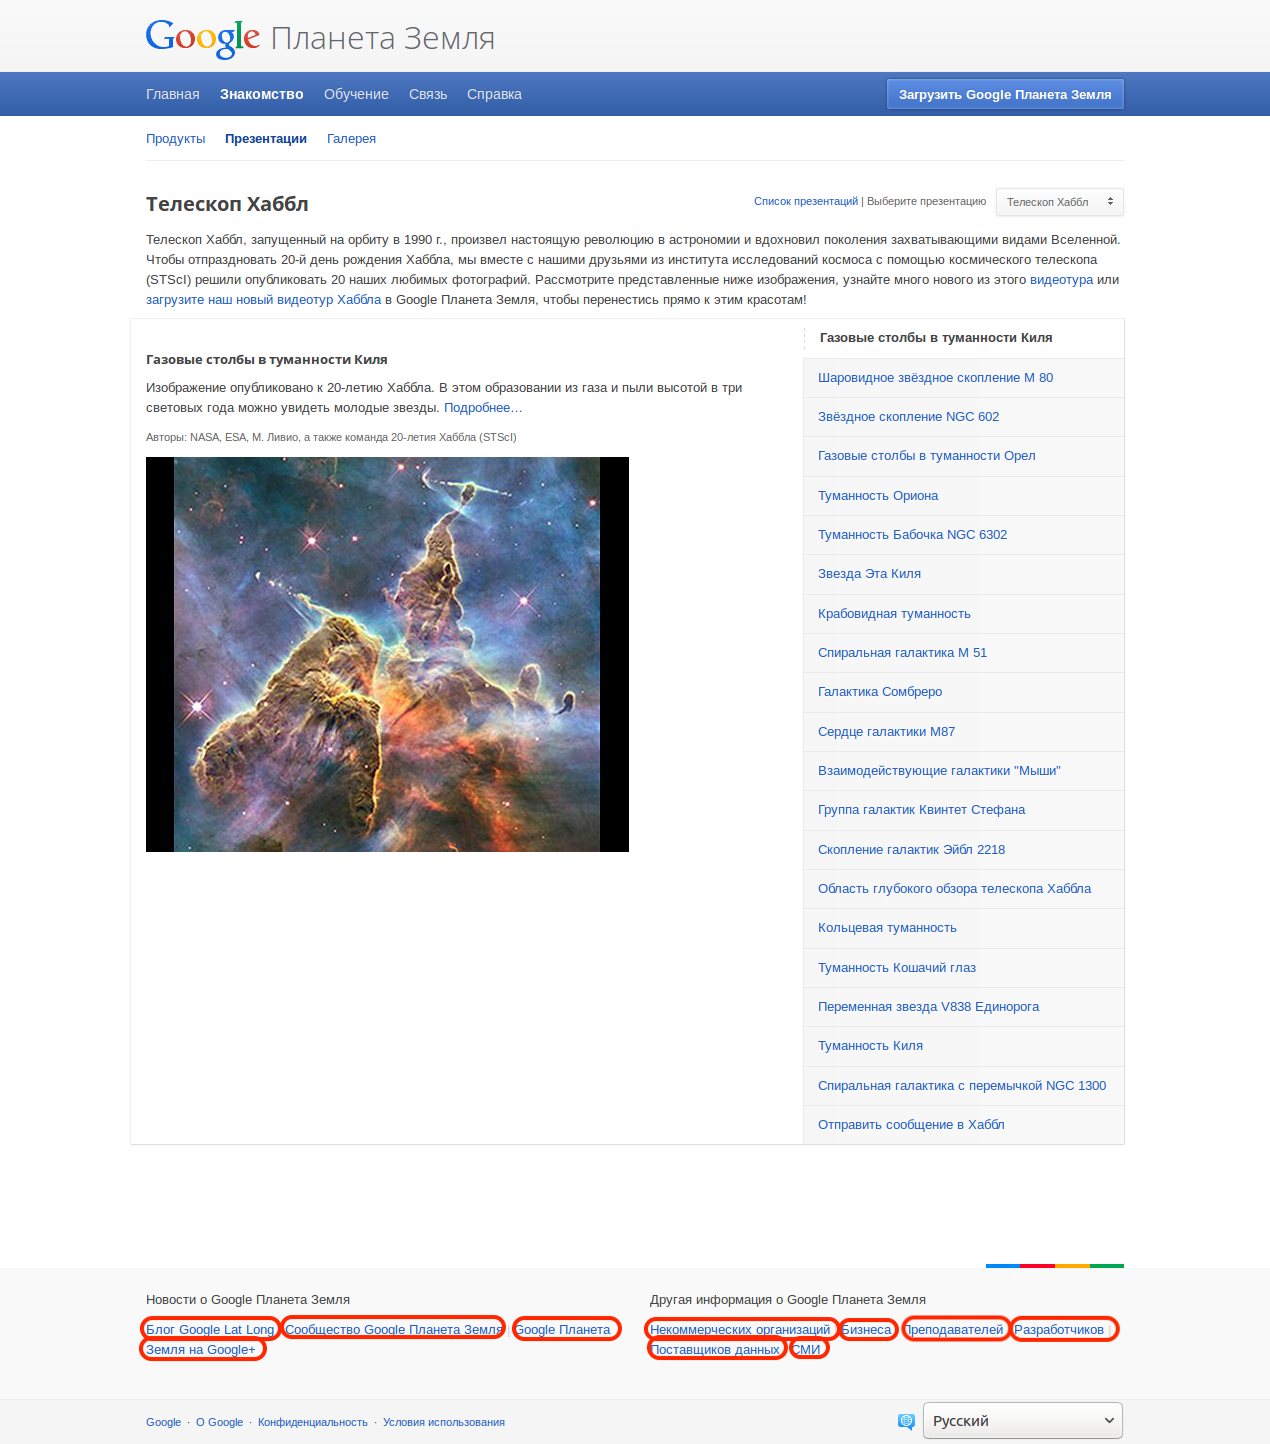 Google Планета Земля
Главная Знакомство Обучение Связь Справка Загрузить Google Планета Земля
Продукты Презентации Галерея
Телескоп Хаббл
Список презентаций | Выберите презентацию Телескоп Хаббл
Телескоп Хаббл, запущенный на орбиту в 1990 г., произвел настоящую революцию в астрономии и вдохновил поколения захватывающими видами Вселенной.
Чтобы отпраздновать 20-й день рождения Хаббла, мы вместе с нашими друзьями из института исследований космоса с помощью космического телескопа
(STScI) решили опубликовать 20 наших любимых фотографий. Рассмотрите представленные ниже изображения, узнайте много нового из этого видеотура или
загрузите наш новый видеотур Хаббла в Google Планета Земля, чтобы перенестись прямо к этим красотам!
Газовые столбы в туманности Киля
Изображение опубликовано к 20-летию Хаббла. В этом образовании из газа и пыли высотой в три
световых года можно увидеть молодые звезды. Подробнее…
Авторы: NASA, ESA, М. Ливио, а также команда 20-летия Хаббла (STScI)
Газовые столбы в туманности Киля
Шаровидное звёздное скопление M 80
Звёздное скопление NGC 602
Газовые столбы в туманности Орел
Туманность Ориона
Туманность Бабочка NGC 6302
Звезда Эта Киля
Крабовидная туманность
Спиральная галактика M 51
Галактика Сомбреро
Сердце галактики M87
Взаимодействующие галактики "Мыши"
Группа галактик Квинтет Стефана
Скопление галактик Эйбл 2218
Область глубокого обзора телескопа Хаббла
Кольцевая туманность
Туманность Кошачий глаз
Переменная звезда V838 Единорога
Туманность Киля
Спиральная галактика с перемычкой NGC 1300
Отправить сообщение в Хаббл
Новости о Google Планета Земля
Блог Google Lat Long Сообщество Google Планета Земля | Google Планета
Земля на Google+
Другая информация о Google Планета Земля
Некоммерческих организаций Бизнеса Преподавателей Разработчиков |
Поставщиков данных СМИ
Google · О Google · Конфиденциальность · Условия использования
Русский